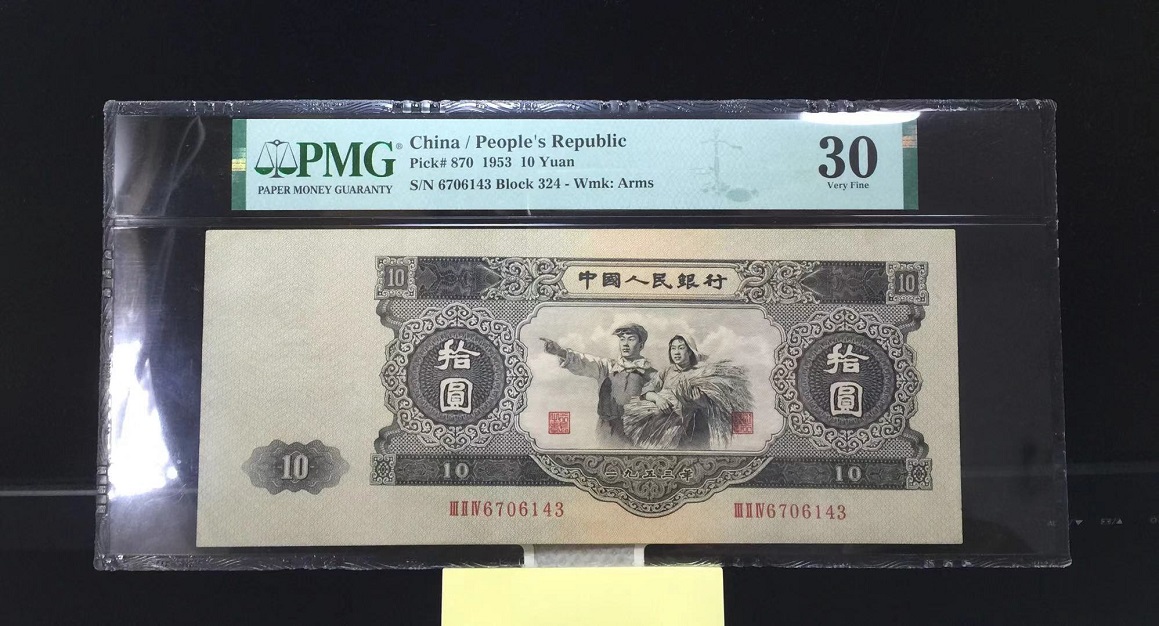 PMG
PAPER MONEY GUARANTY
China / People's Republic
Pick# 870 1953 10 Yuan
S/N 6706143 Block 324 - Wmk: Arms
30
Very Fine
10 中國人民銀行 10
拾圓 拾圓
10
10 一九五三年 10
ⅢⅡⅣ6706143 ⅢⅡⅣ6706143